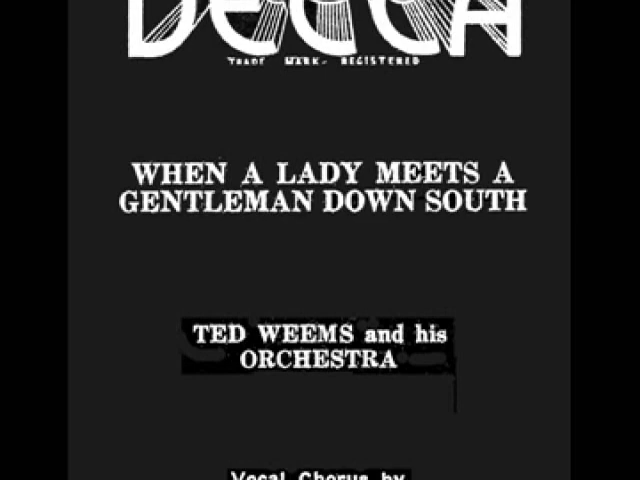 DECCA
TRADE MARK- REGISTERED
WHEN A LADY MEETS A
GENTLEMAN DOWN SOUTH
TED WEEMS and his
ORCHESTRA
Vocal Chorus by